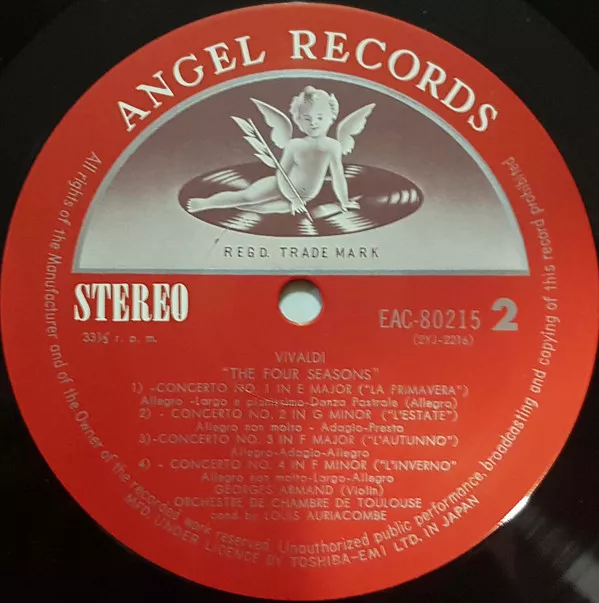 ANGEL RECORDS
REGD. TRADE MARK
STEREO
33⅓ r. p. m.
EAC-80215 2
(2YJ-2216)
VIVALDI
"THE FOUR SEASONS"
1) -CONCERTO NO. 1 IN E MAJOR ("LA PRIMAVERA")
Allegro -Largo e pianissimo-Danza Pastrale (Allegro)
2) - CONCERTO NO. 2 IN G MINOR ("L'ESTATE")
Allegro non molto - Adagio-Presto
3)-CONCERTO NO. 3 IN F MAJOR ("L'AUTUNNO")
Allegro-Adagio-Allegro
4) - CONCERTO NO. 4 IN F MINOR ("L'INVERNO"
Allegro non molto-Largo-Allegro
GEORGES ARMAND (Violin)
ORCHESTRE DE CHAMBRE DE TOULOUSE
cond. by LOUIS AURIACOMBE
All rights of the Manufacturer and of the Owner of the recorded work reserved. Unauthorized public performance, broadcasting and copying of this record prohibited
MFD. UNDER LICENCE BY TOSHIBA-EMI LTD. IN JAPAN